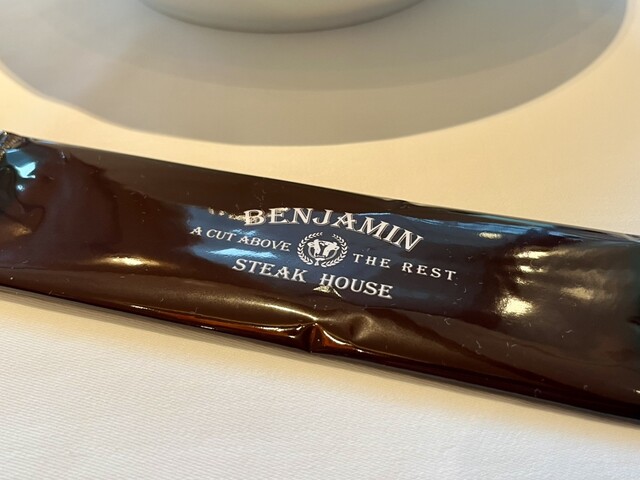 BENJAMIN
A CUT ABOVE THE REST
STEAK HOUSE